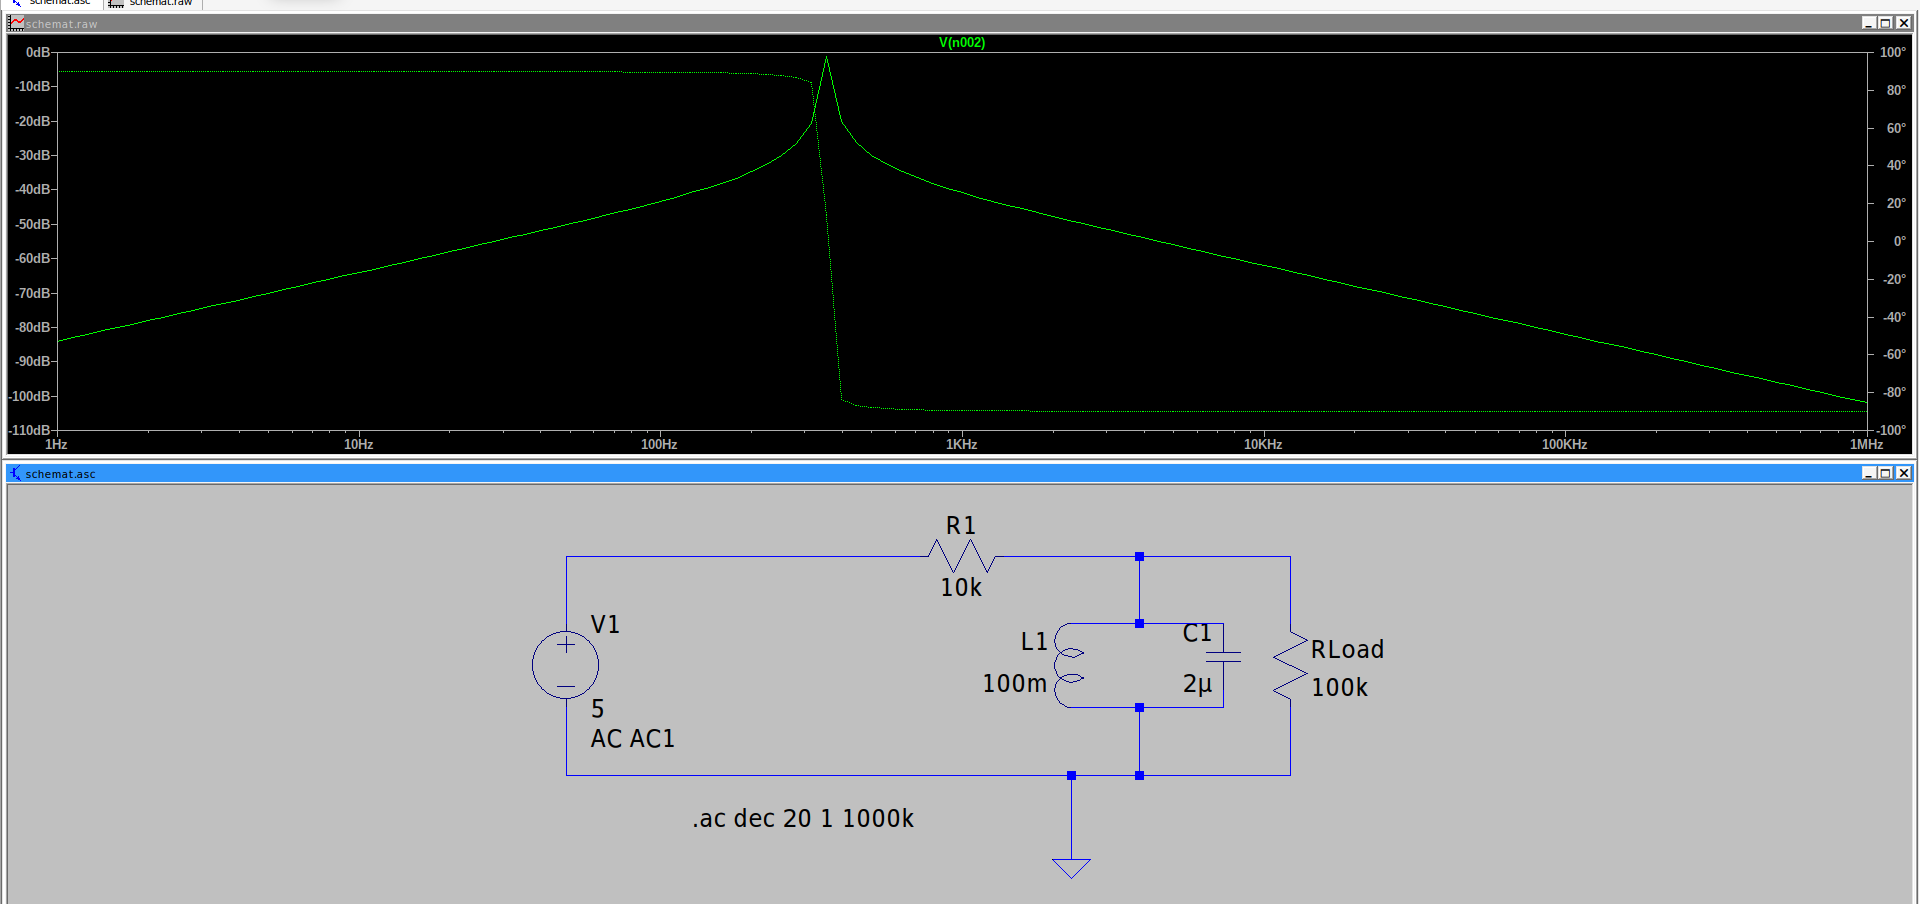 schemat.asc schemat.raw
schemat.raw
V(n002)
0dB 100°
-10dB 80°
-20dB 60°
-30dB 40°
-40dB 20°
-50dB 0°
-60dB -20°
-70dB -40°
-80dB -60°
-90dB -80°
-100dB -100°
-110dB
1Hz 10Hz 100Hz 1KHz 10KHz 100KHz 1MHz
schemat.asc
R1
10k
V1
5
AC AC1
L1
100m
C1
2µ
RLoad
100k
.ac dec 20 1 1000k